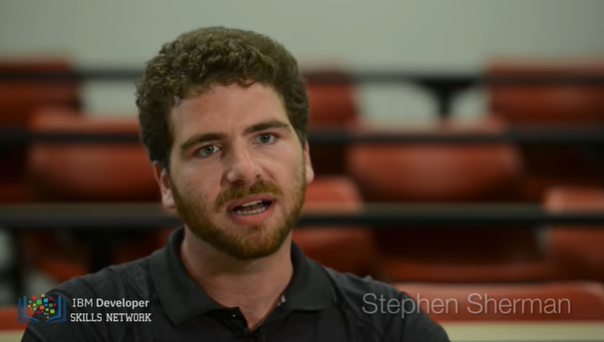 IBM Developer
SKILLS NETWORK
Stephen Sherman